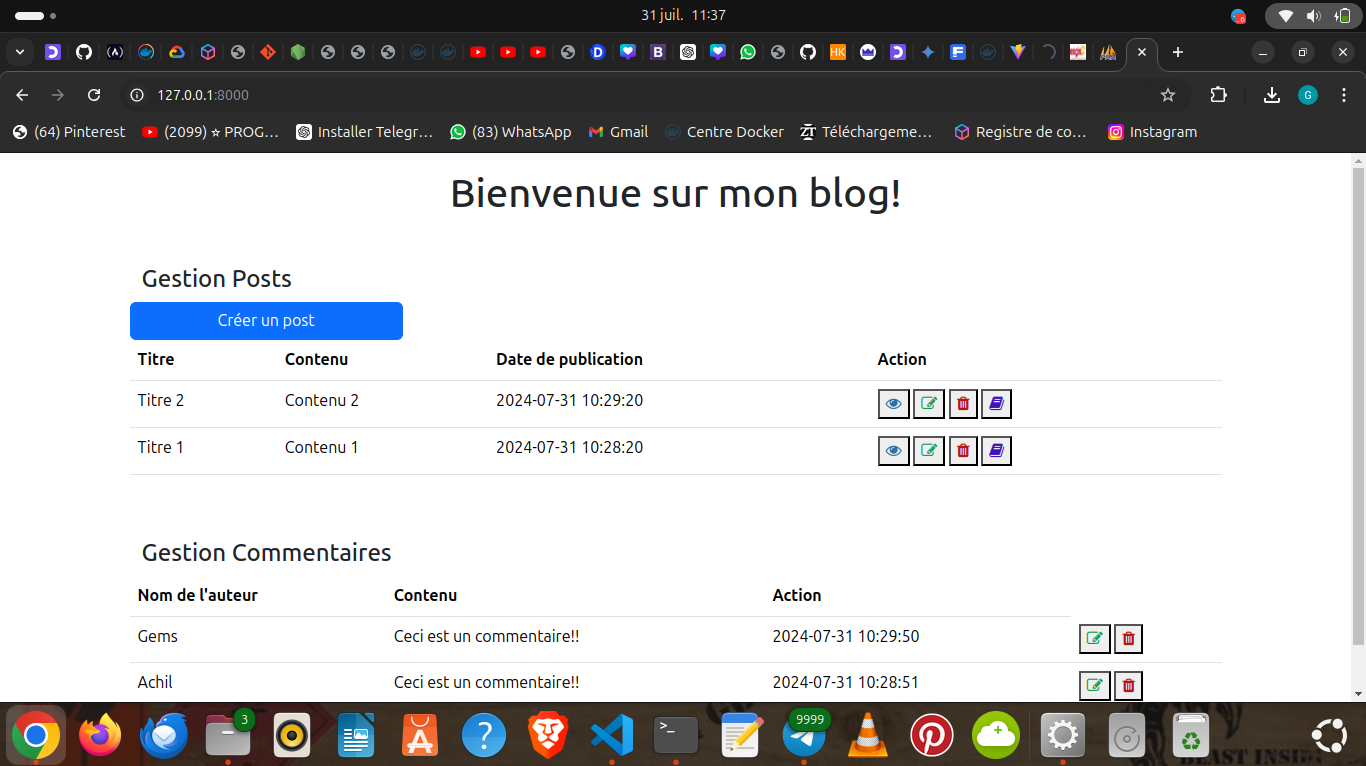 31 juil. 11:37
6
127.0.0.1:8000
G
(64) Pinterest
(2099) ☆ PROG…
Installer Telegr…
(83) WhatsApp
Gmail
Centre Docker
ZT Téléchargeme…
Registre de co…
Instagram
Bienvenue sur mon blog!
Gestion Posts
Créer un post
Titre Contenu Date de publication Action
Titre 2 Contenu 2 2024-07-31 10:29:20
Titre 1 Contenu 1 2024-07-31 10:28:20
Gestion Commentaires
Nom de l'auteur Contenu Action
Gems Ceci est un commentaire!! 2024-07-31 10:29:50
Achil Ceci est un commentaire!! 2024-07-31 10:28:51
3
9999
BEAST INSIDE